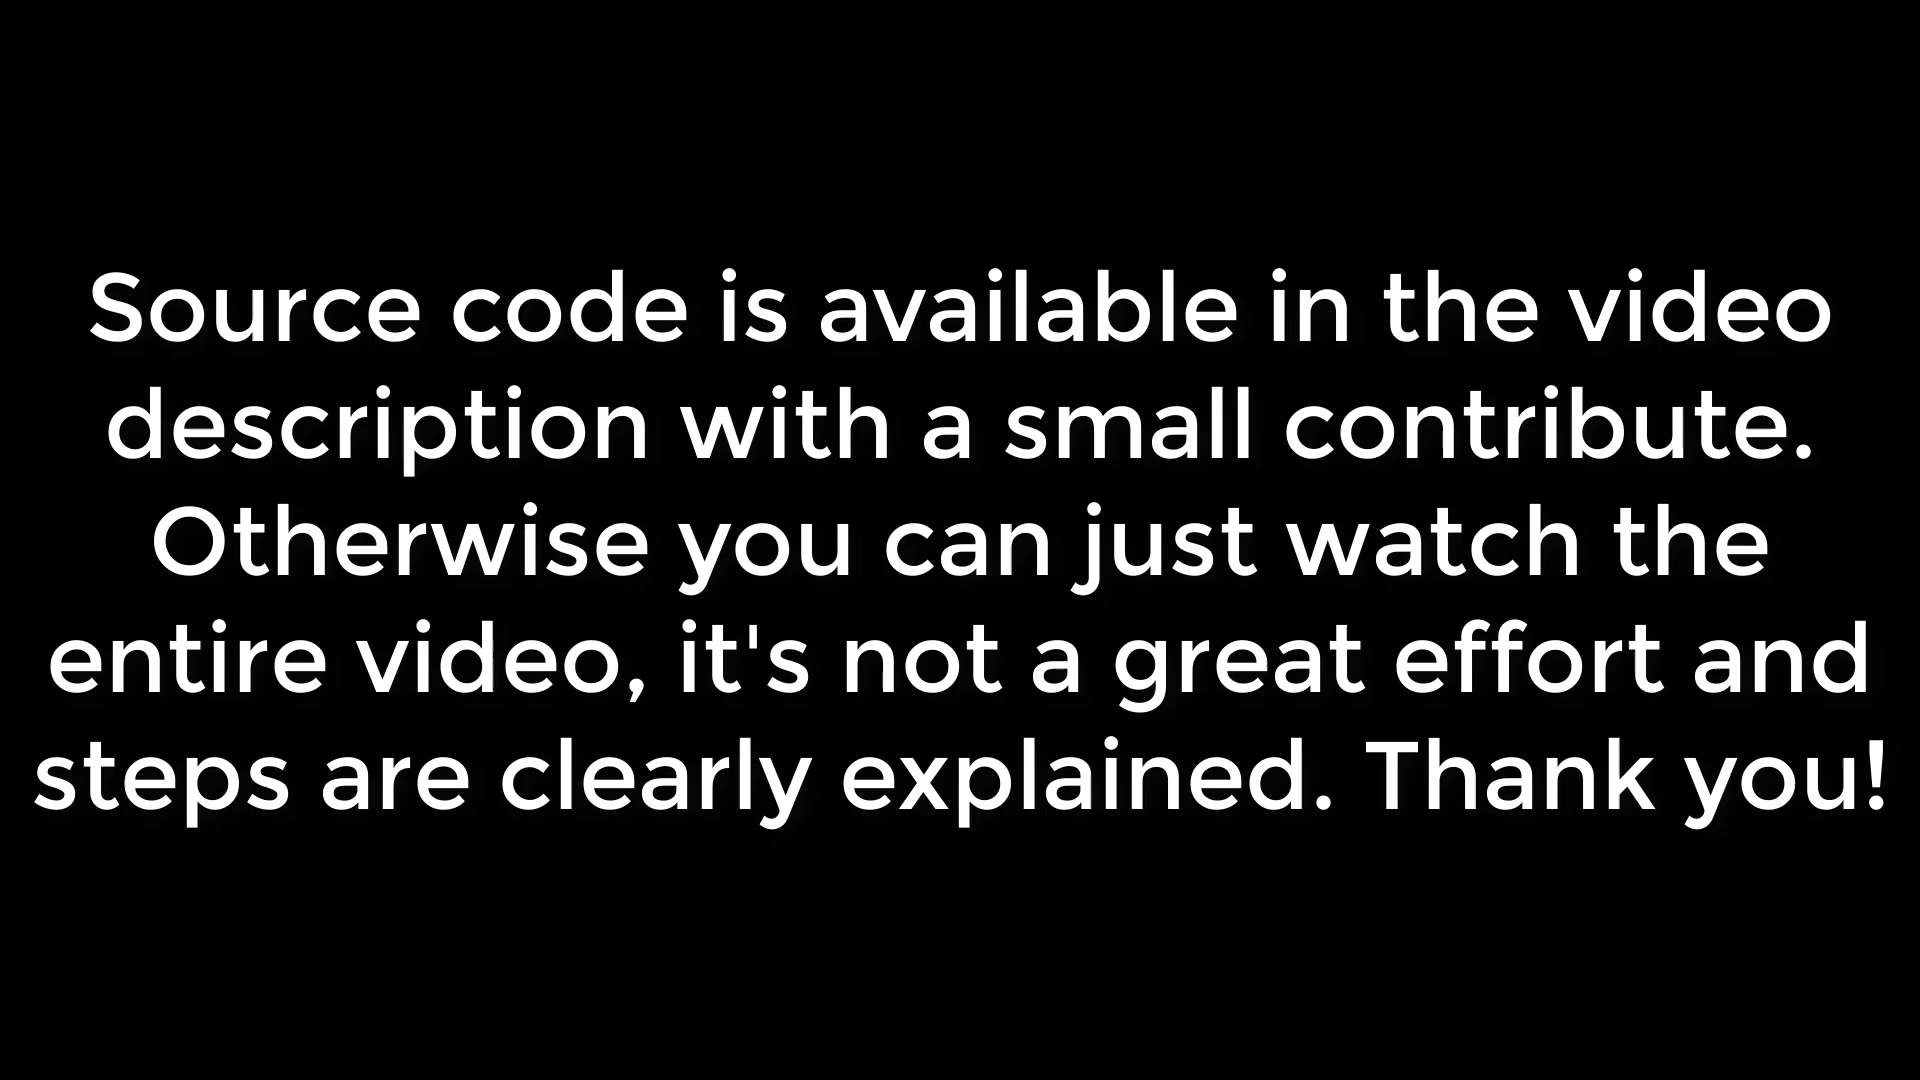 Source code is available in the video
description with a small contribute.
Otherwise you can just watch the
entire video, it's not a great effort and
steps are clearly explained. Thank you!